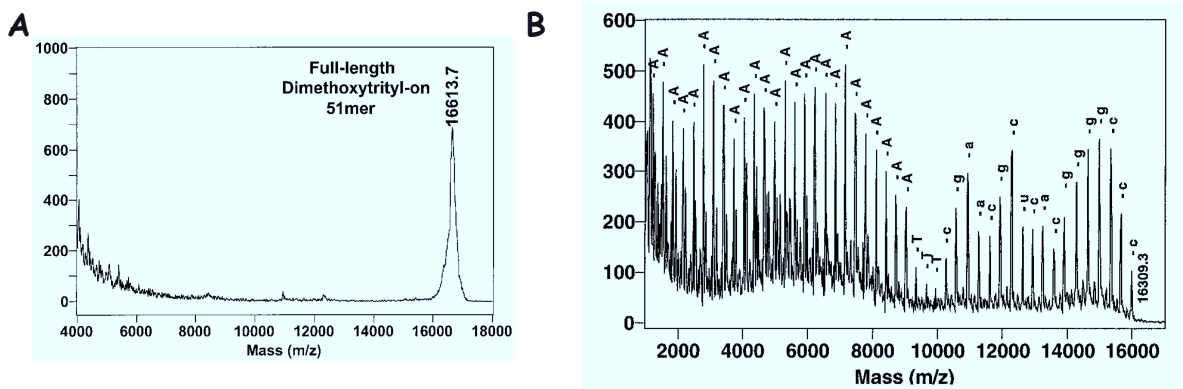 A
1000
800
600
400
200
0
Full-length
Dimethoxytrityl-on
51mer
16613.7
4000 6000 8000 10000 12000 14000 16000 18000
Mass (m/z)
B
600
500
400
300
200
100
0
A A A A A A A A A A A A A A A A A A A A A A A A A A T T T c g a a c g c u c a c g g g g c c c
16309.3
2000 4000 6000 8000 10000 12000 14000 16000
Mass (m/z)